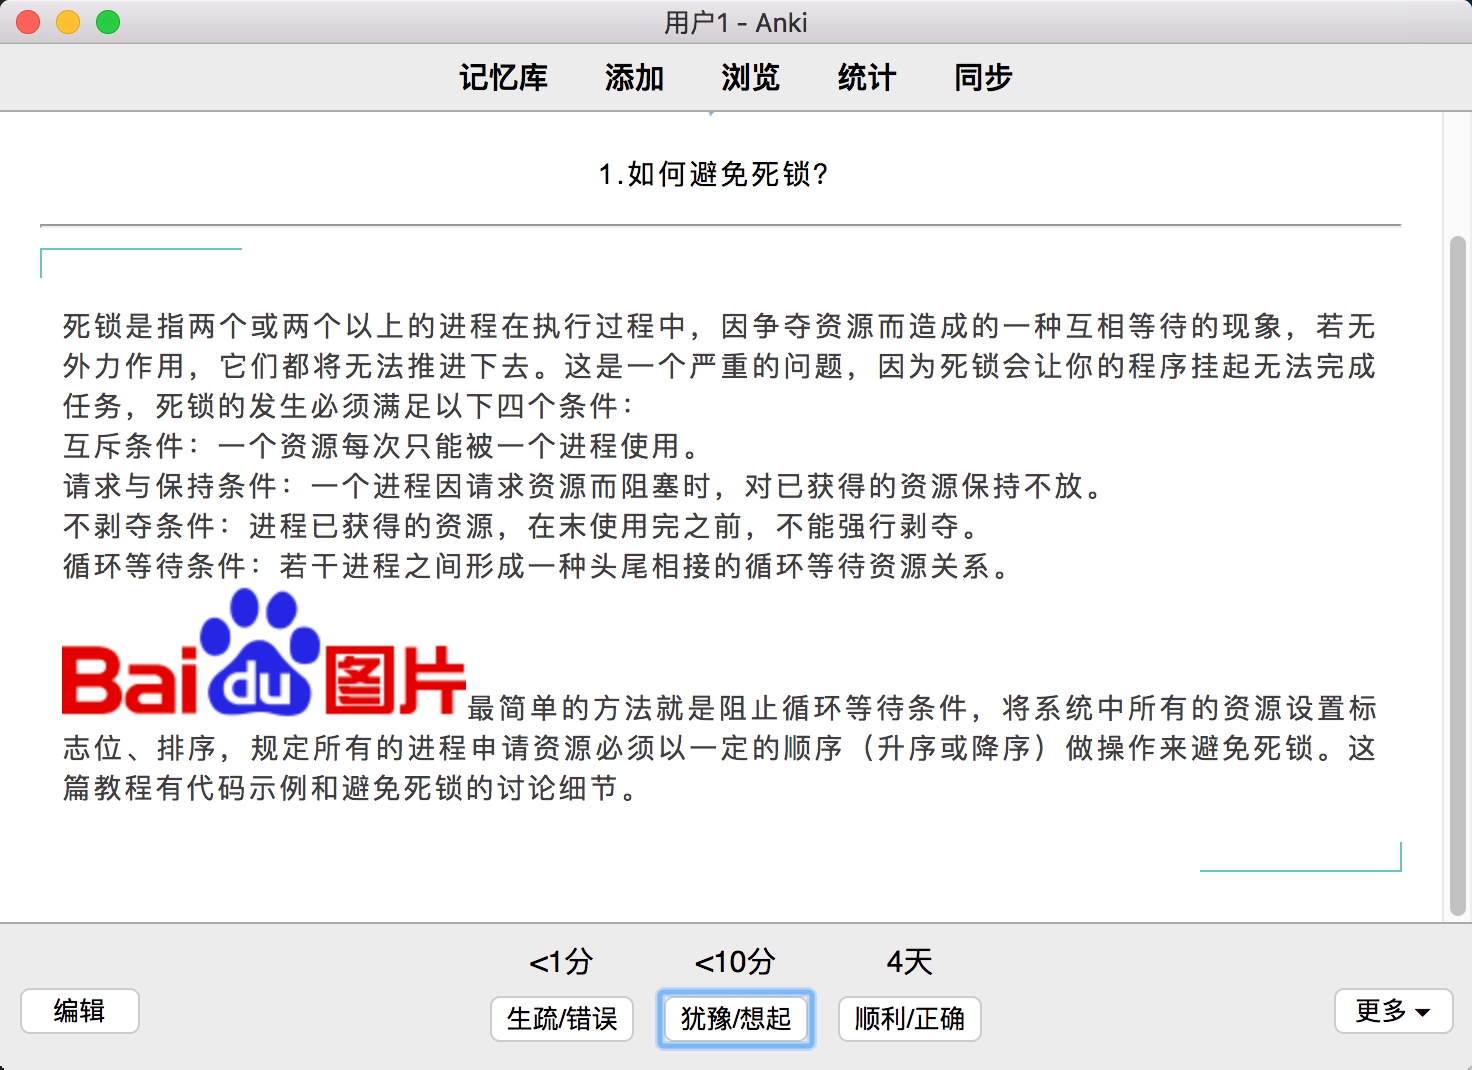 用户1 - Anki
记忆库 添加 浏览 统计 同步
1.如何避免死锁?
死锁是指两个或两个以上的进程在执行过程中，因争夺资源而造成的一种互相等待的现象，若无
外力作用，它们都将无法推进下去。这是一个严重的问题，因为死锁会让你的程序挂起无法完成
任务，死锁的发生必须满足以下四个条件：
互斥条件：一个资源每次只能被一个进程使用。
请求与保持条件：一个进程因请求资源而阻塞时，对已获得的资源保持不放。
不剥夺条件：进程已获得的资源，在末使用完之前，不能强行剥夺。
循环等待条件：若干进程之间形成一种头尾相接的循环等待资源关系。
Baidu图片最简单的方法就是阻止循环等待条件，将系统中所有的资源设置标
志位、排序，规定所有的进程申请资源必须以一定的顺序（升序或降序）做操作来避免死锁。这
篇教程有代码示例和避免死锁的讨论细节。
<1分 <10分 4天
编辑 生疏/错误 犹豫/想起 顺利/正确 更多